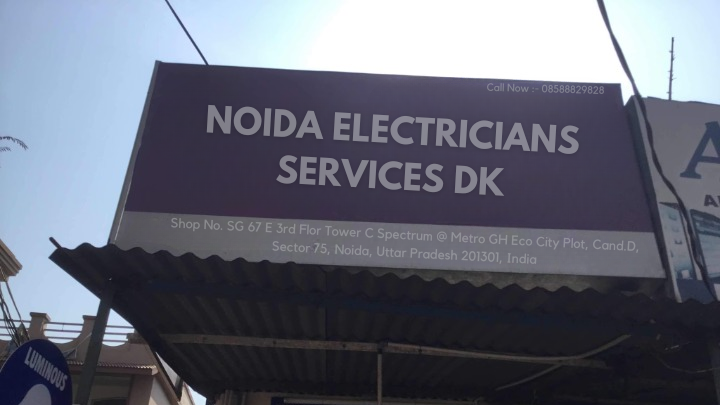 Call Now :- 08588829828
NOIDA ELECTRICIANS
SERVICES DK
Shop No. SG 67 E 3rd Flor Tower C Spectrum @ Metro GH Eco City Plot, Cand.D,
Sector 75, Noida, Uttar Pradesh 201301, India
LUMINOUS